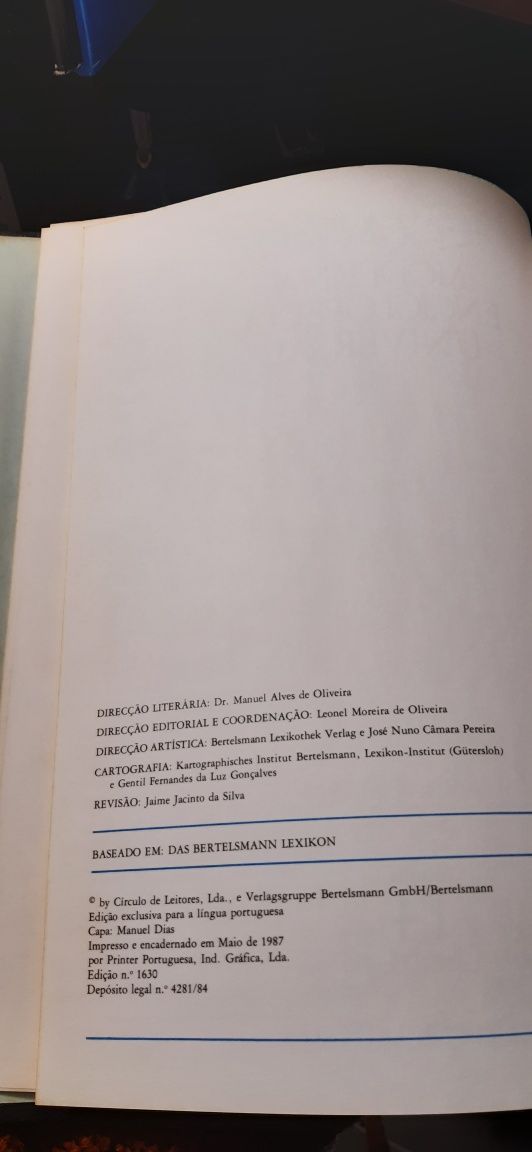 DIRECÇÃO LITERÁRIA: Dr. Manuel Alves de Oliveira
DIRECÇÃO EDITORIAL E COORDENAÇÃO: Leonel Moreira de Oliveira
DIRECÇÃO ARTÍSTICA: Bertelsmann Lexikothek Verlag e José Nuno Câmara Pereira
CARTOGRAFIA: Kartographisches Institut Bertelsmann, Lexikon-Institut (Gütersloh)
e Gentil Fernandes da Luz Gonçalves
REVISÃO: Jaime Jacinto da Silva
BASEADO EM: DAS BERTELSMANN LEXIKON
© by Círculo de Leitores, Lda., e Verlagsgruppe Bertelsmann GmbH/Bertelsmann
Edição exclusiva para a língua portuguesa
Capa: Manuel Dias
Impresso e encadernado em Maio de 1987
por Printer Portuguesa, Ind. Gráfica, Lda.
Edição n.º 1630
Depósito legal n.º 4281/84